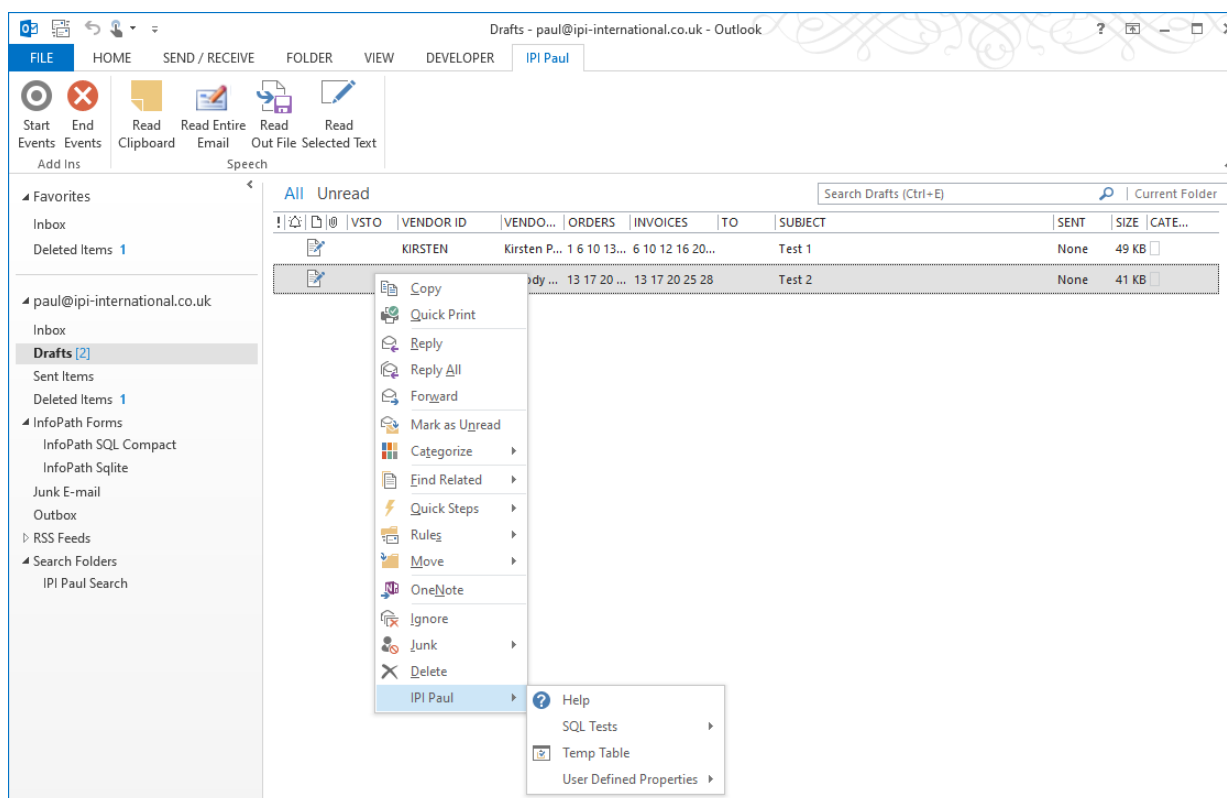 Drafts - paul@ipi-international.co.uk - Outlook
FILE HOME SEND / RECEIVE FOLDER VIEW DEVELOPER IPI Paul
Start End Read Read Entire Read Read
Events Events Clipboard Email Out File Selected Text
Add Ins Speech
Favorites
Inbox
Deleted Items 1
paul@ipi-international.co.uk
Inbox
Drafts [2]
Sent Items
Deleted Items 1
InfoPath Forms
InfoPath SQL Compact
InfoPath Sqlite
Junk E-mail
Outbox
RSS Feeds
Search Folders
IPI Paul Search
All Unread
Search Drafts (Ctrl+E) Current Folder
VSTO VENDOR ID VENDO... ORDERS INVOICES TO SUBJECT SENT SIZE CATE...
KIRSTEN Kirsten P... 1 6 10 13... 6 10 12 16 20... Test 1 None 49 KB
13 17 20 ... 13 17 20 25 28 Test 2 None 41 KB
Copy
Quick Print
Reply
Reply All
Forward
Mark as Unread
Categorize
Find Related
Quick Steps
Rules
Move
OneNote
Ignore
Junk
Delete
IPI Paul
Help
SQL Tests
Temp Table
User Defined Properties